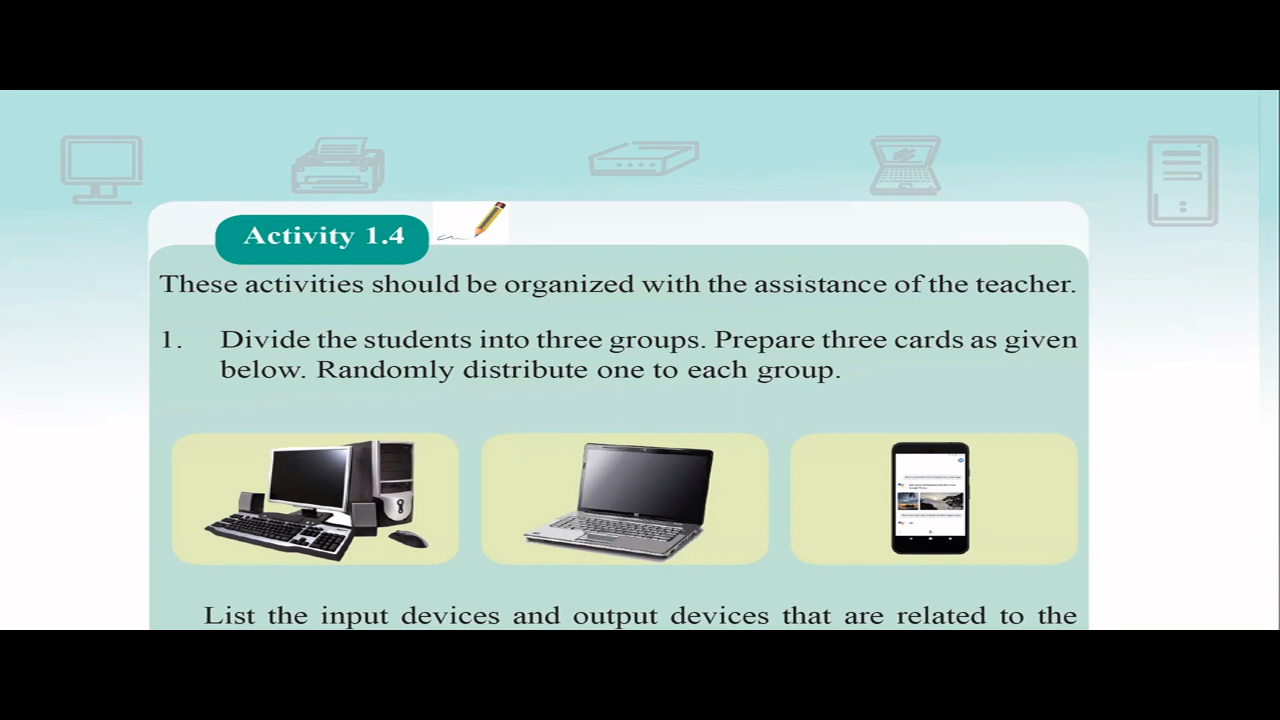 Activity 1.4
These activities should be organized with the assistance of the teacher.
1. Divide the students into three groups. Prepare three cards as given
below. Randomly distribute one to each group.
List the input devices and output devices that are related to the